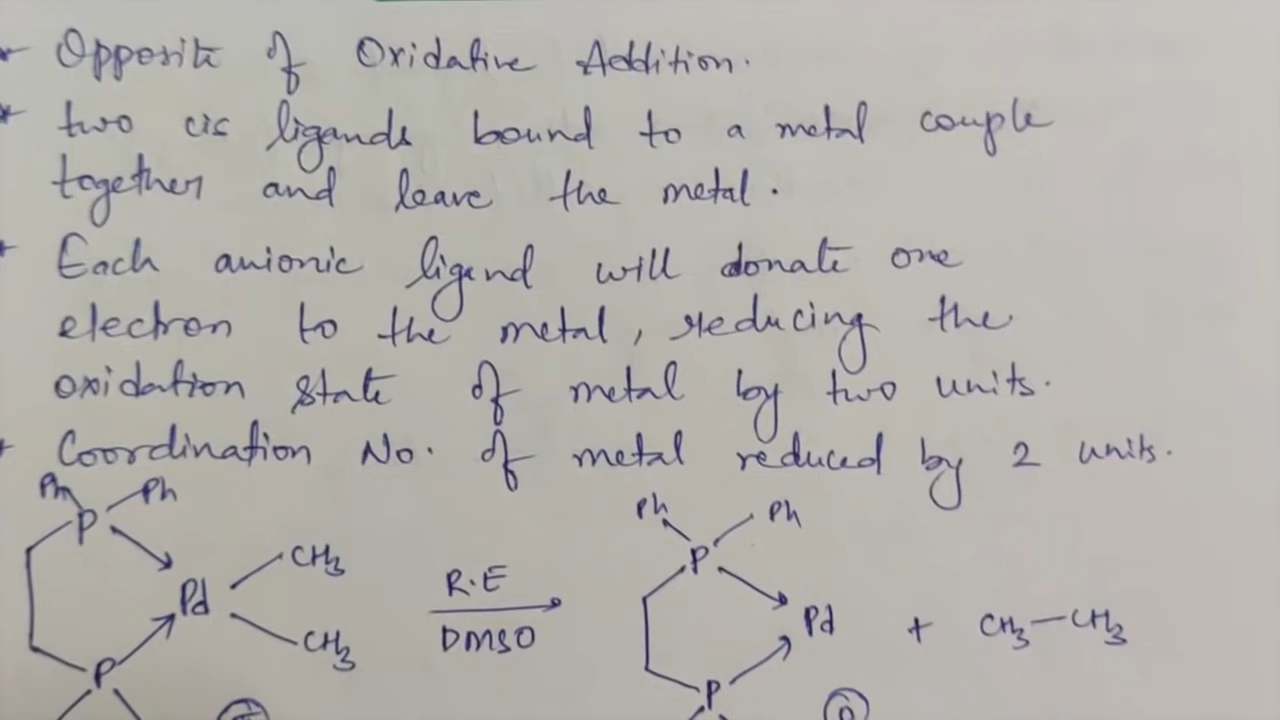 * Opposite of Oxidative Addition.
* two cis ligands bound to a metal couple
together and leave the metal.
* Each anionic ligand will donate one
electron to the metal, reducing the
oxidation state of metal by two units.
* Coordination No. of metal reduced by 2 units.
Ph Ph Ph Ph
P P
CH3
Pd R.E Pd + CH3—CH3
DMSO
CH3
P P